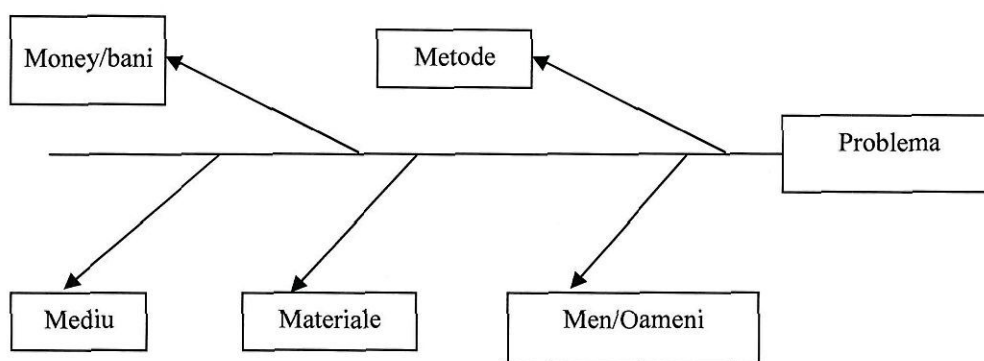 Money/bani
Metode
Problema
Mediu
Materiale
Men/Oameni